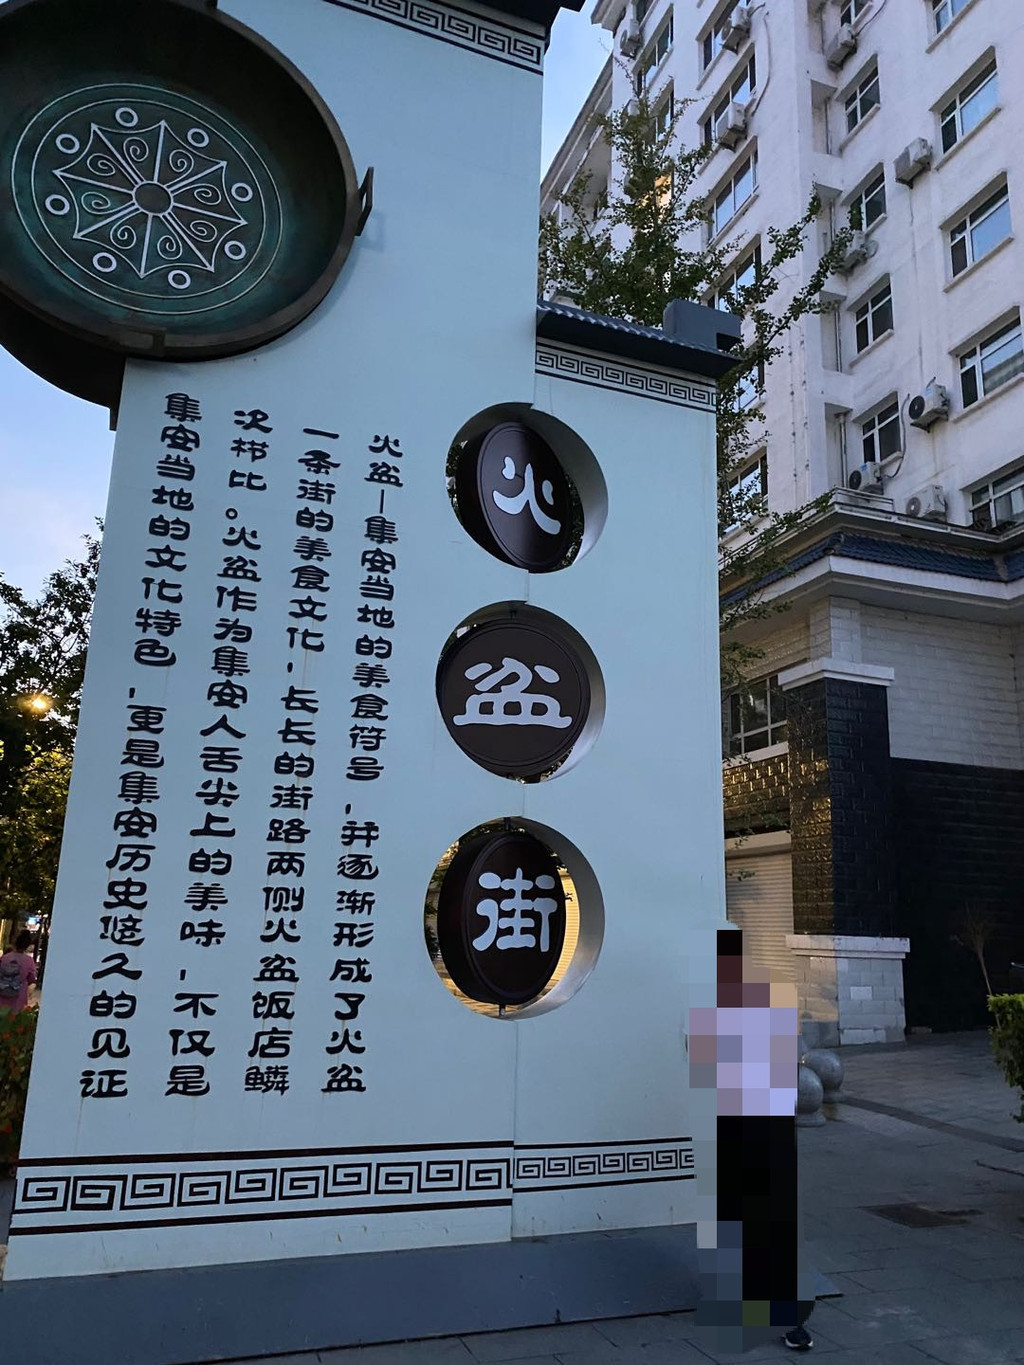 火盆街
火盆—集安当地的美食符号，并逐渐形成了火盆
一条街的美食文化，长长的街路两侧火盆饭店鳞
次栉比。火盆作为集安人舌尖上的美味，不仅是
集安当地的文化特色，更是集安历史悠久的见证